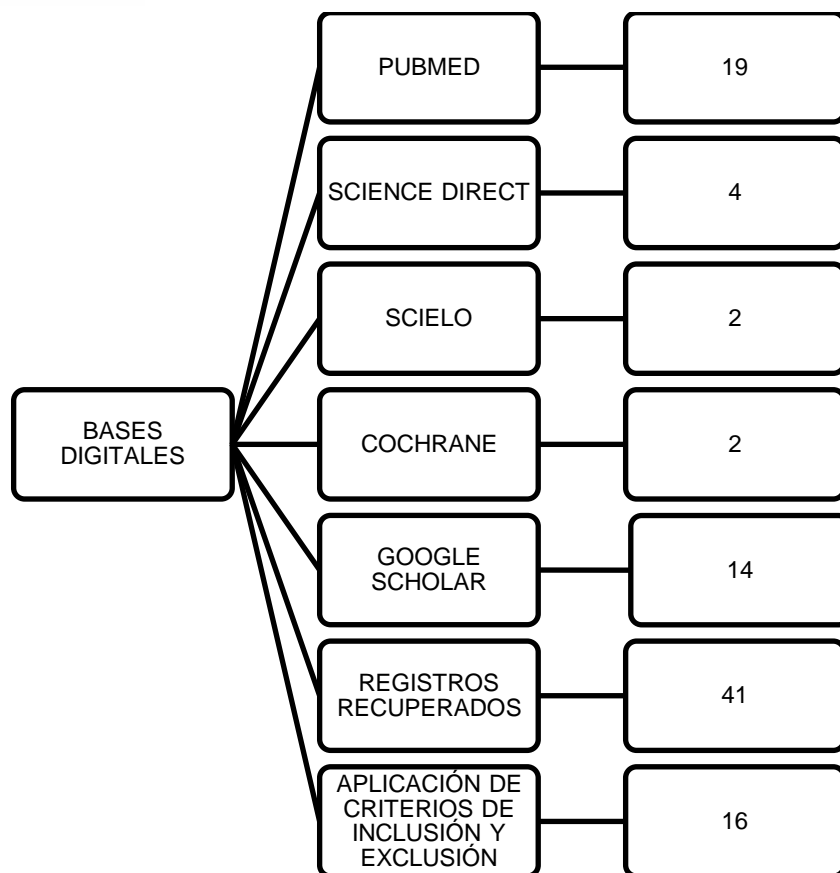 PUBMED
19
SCIENCE DIRECT
4
SCIELO
2
BASES
DIGITALES
COCHRANE
2
GOOGLE
SCHOLAR
14
REGISTROS
RECUPERADOS
41
APLICACIÓN DE
CRITERIOS DE
INCLUSIÓN Y
EXCLUSIÓN
16